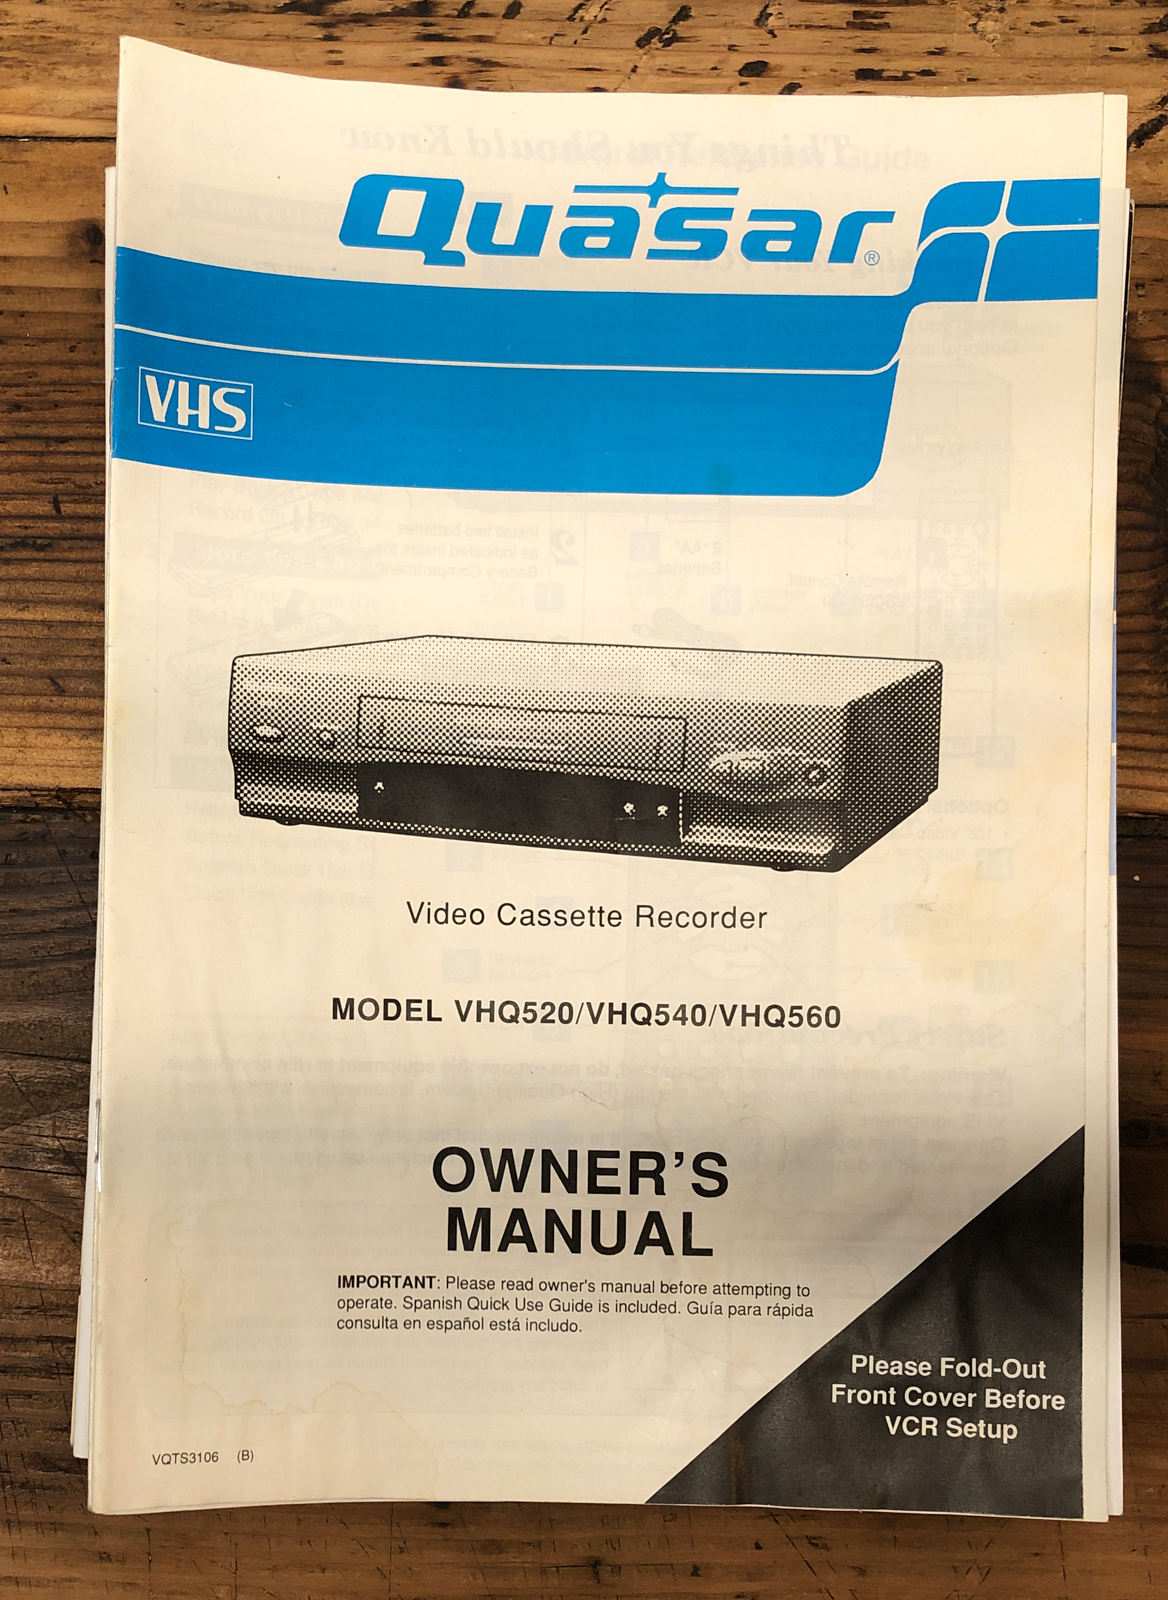 Quasar®
VHS
Video Cassette Recorder
MODEL VHQ520/VHQ540/VHQ560
OWNER'S
MANUAL
IMPORTANT: Please read owner's manual before attempting to
operate. Spanish Quick Use Guide is included. Guía para rápida
consulta en español está includo.
Please Fold-Out
Front Cover Before
VCR Setup
VQTS3106 (B)